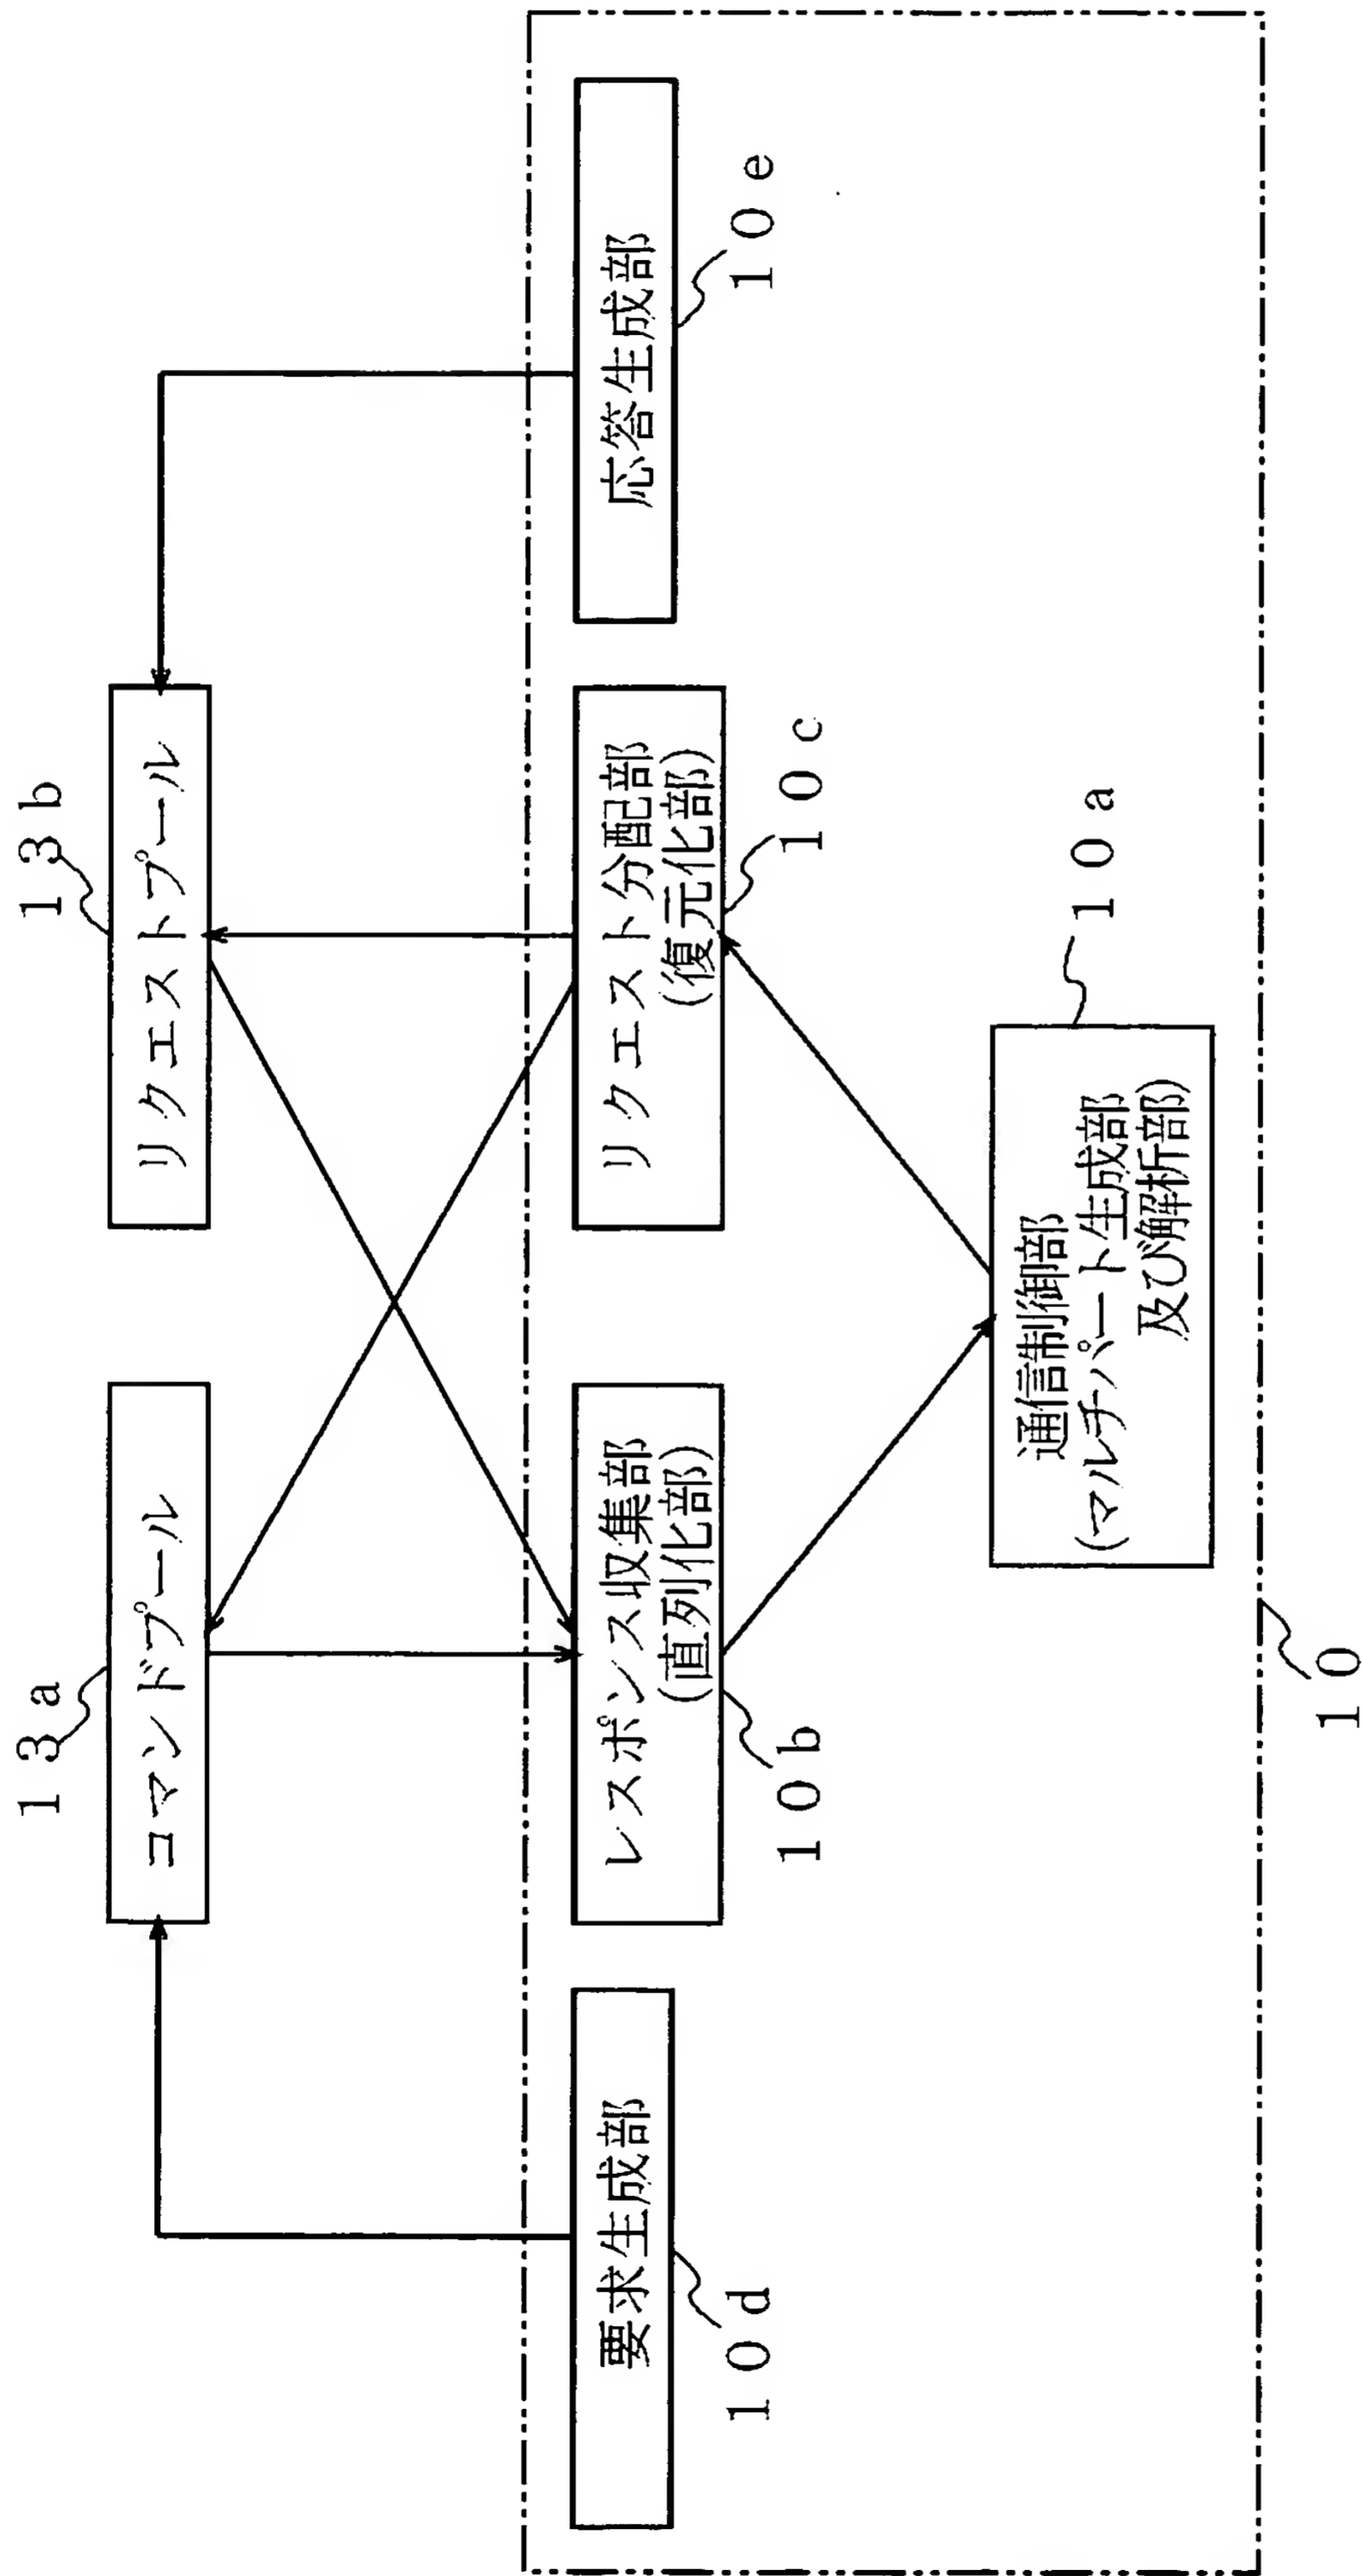 13a
13b
コマンドプール
リクエストプール
要求生成部
レスポンス収集部
(直列化部)
リクエスト分配部
(復元化部)
応答生成部
10d
10b
10c
10e
通信制御部
(マルチパート生成部
及び解析部)
10a
10